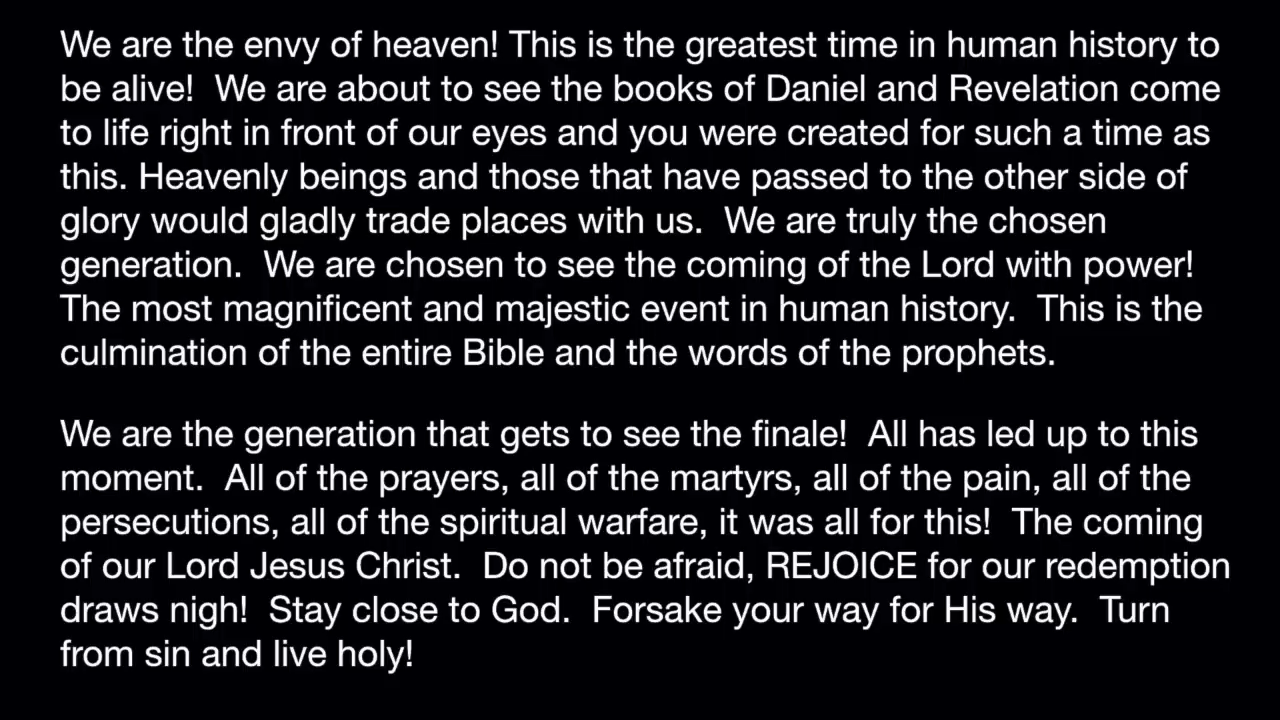 We are the envy of heaven! This is the greatest time in human history to
be alive!  We are about to see the books of Daniel and Revelation come
to life right in front of our eyes and you were created for such a time as
this. Heavenly beings and those that have passed to the other side of
glory would gladly trade places with us.  We are truly the chosen
generation.  We are chosen to see the coming of the Lord with power!
The most magnificent and majestic event in human history.  This is the
culmination of the entire Bible and the words of the prophets.

We are the generation that gets to see the finale!  All has led up to this
moment.  All of the prayers, all of the martyrs, all of the pain, all of the
persecutions, all of the spiritual warfare, it was all for this!  The coming
of our Lord Jesus Christ.  Do not be afraid, REJOICE for our redemption
draws nigh!  Stay close to God.  Forsake your way for His way.  Turn
from sin and live holy!